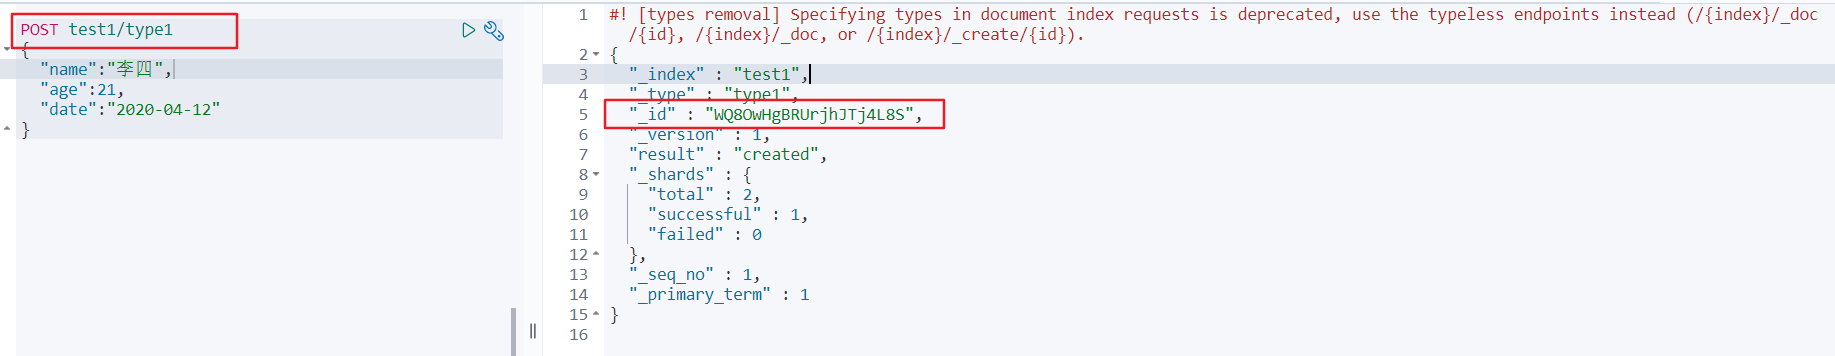 POST test1/type1
{
"name":"李四",
"age":21,
"date":"2020-04-12"
}
1 #! [types removal] Specifying types in document index requests is deprecated, use the typeless endpoints instead (/{index}/_doc
/{id}, /{index}/_doc, or /{index}/_create/{id}).
2 {
3 "_index" : "test1",
4 "_type" : "type1",
5 "_id" : "WQ8OwHgBRUrjhJTj4L8S",
6 "_version" : 1,
7 "result" : "created",
8 "_shards" : {
9 "total" : 2,
10 "successful" : 1,
11 "failed" : 0
12 },
13 "_seq_no" : 1,
14 "_primary_term" : 1
15 }
16